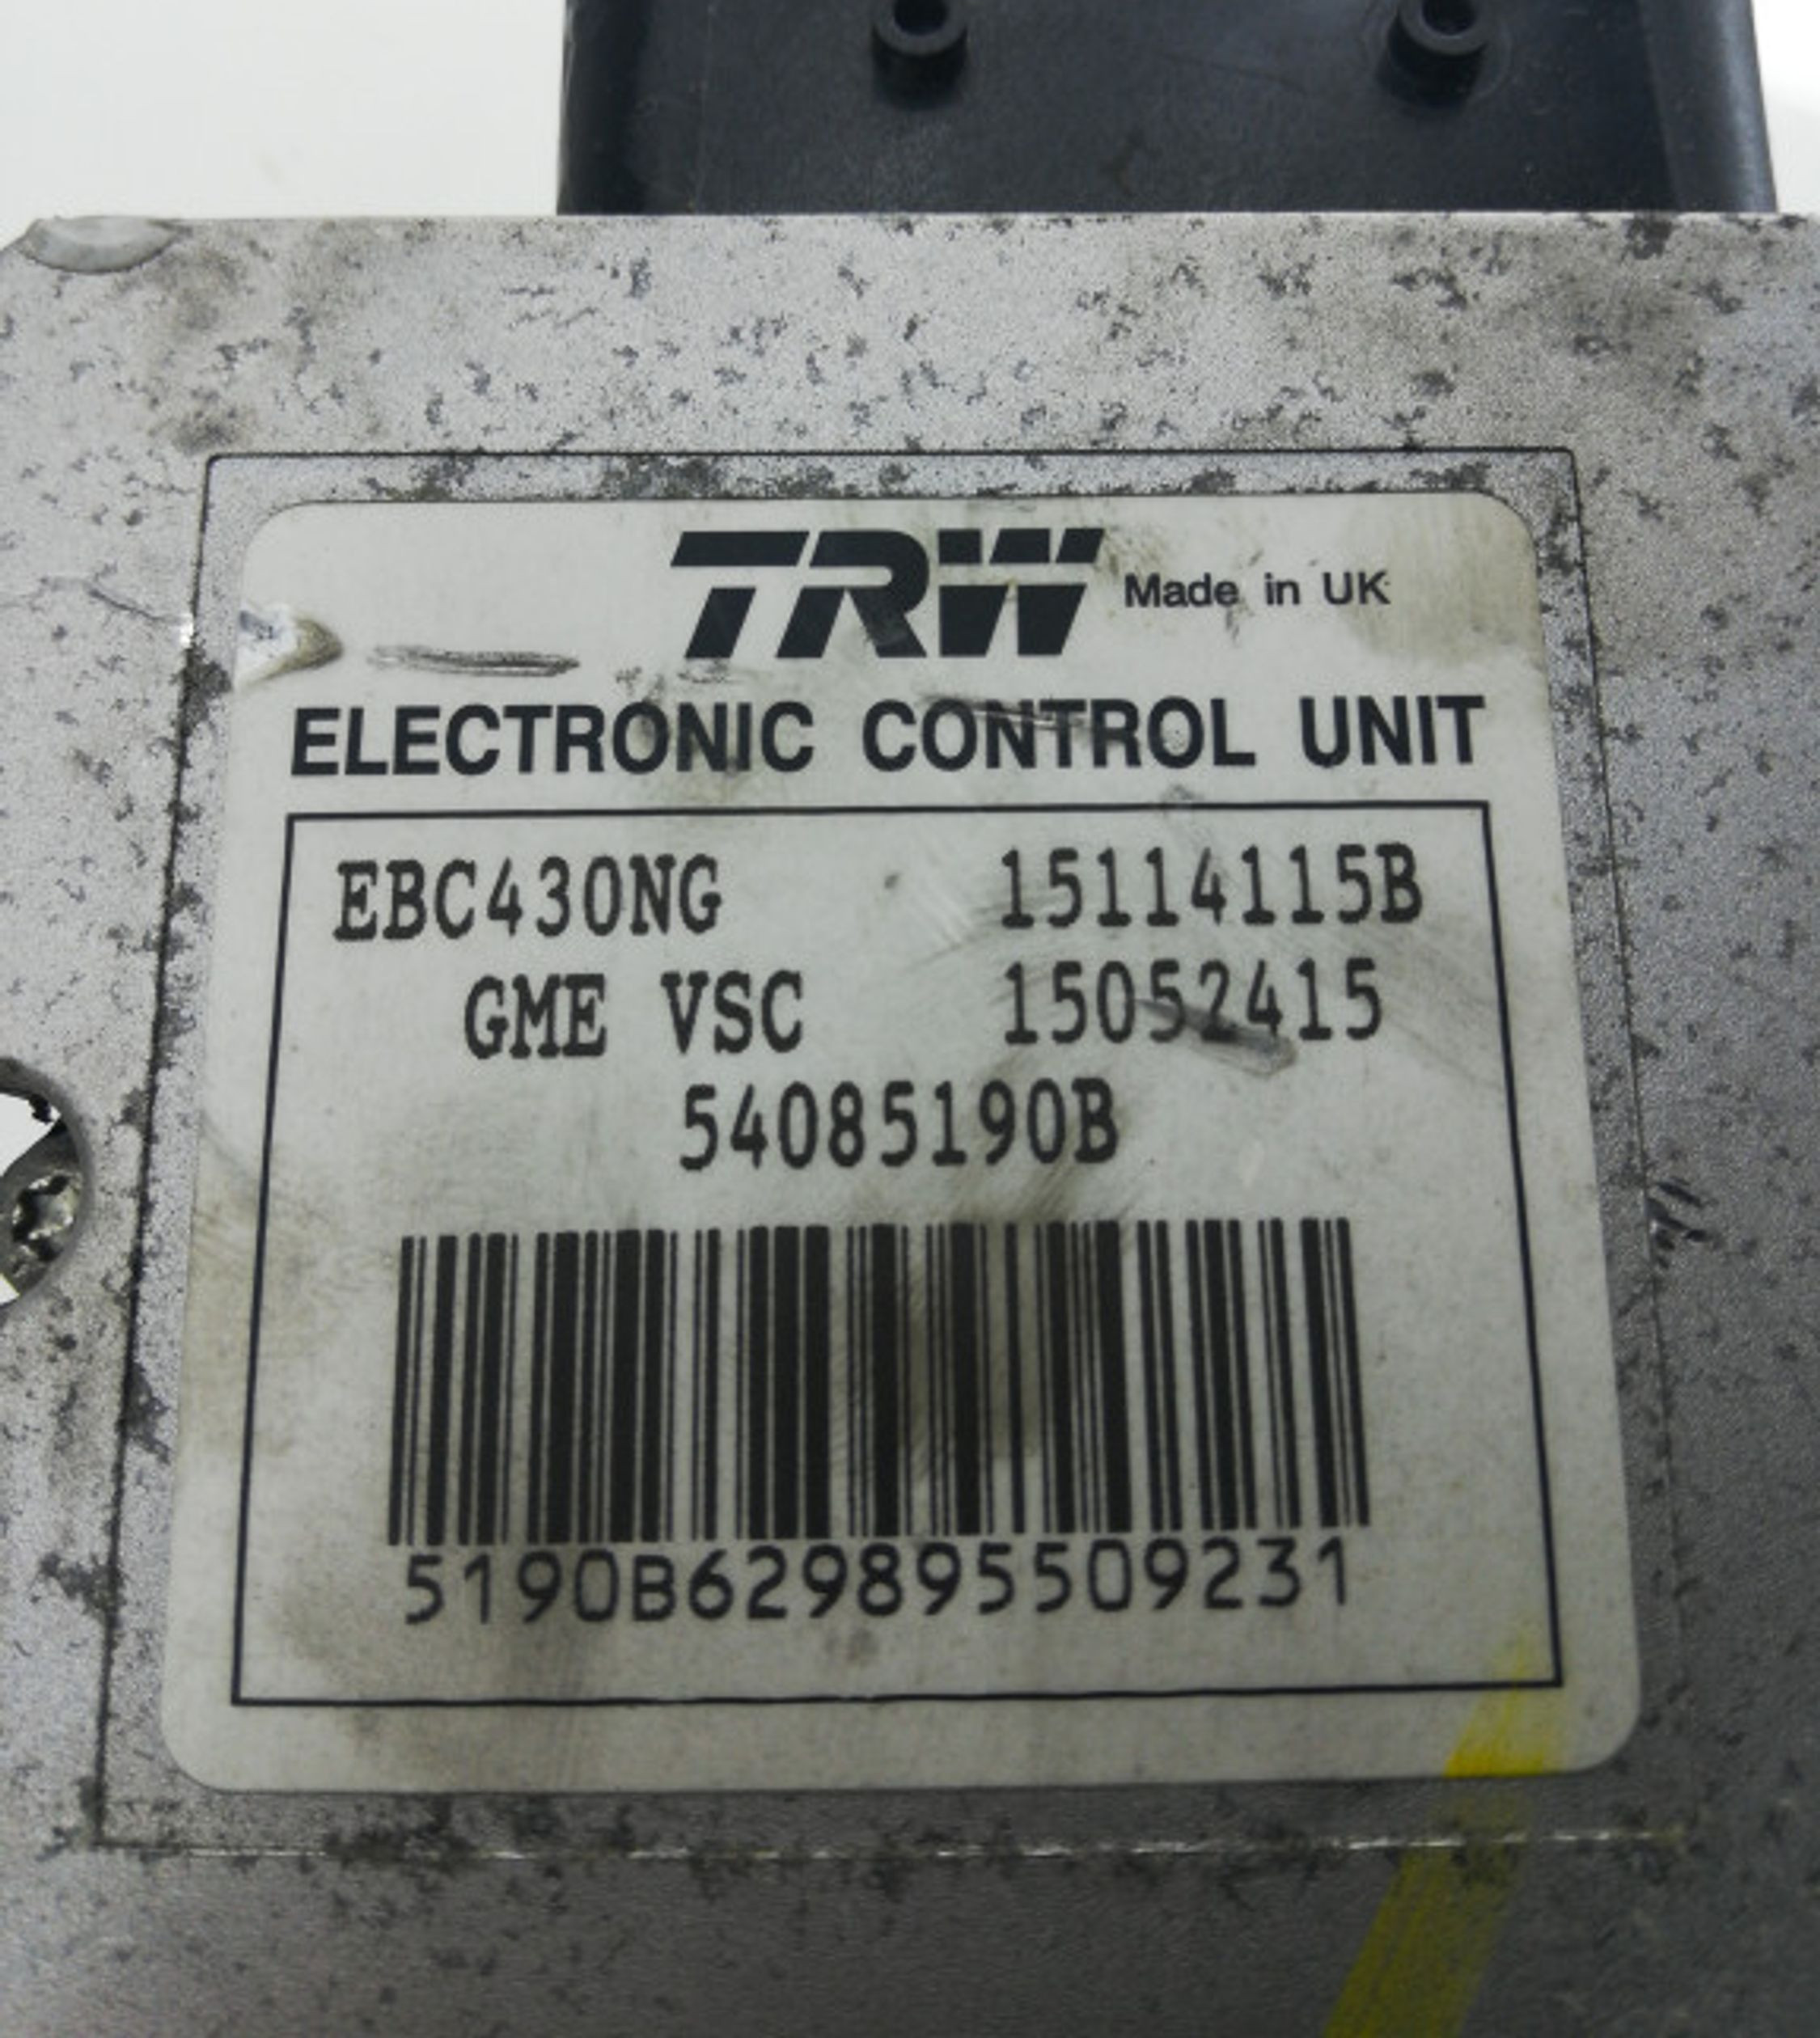 TRW Made in UK
ELECTRONIC CONTROL UNIT
EBC430NG 15114115B
GME VSC 15052415
54085190B
5190B629895509231